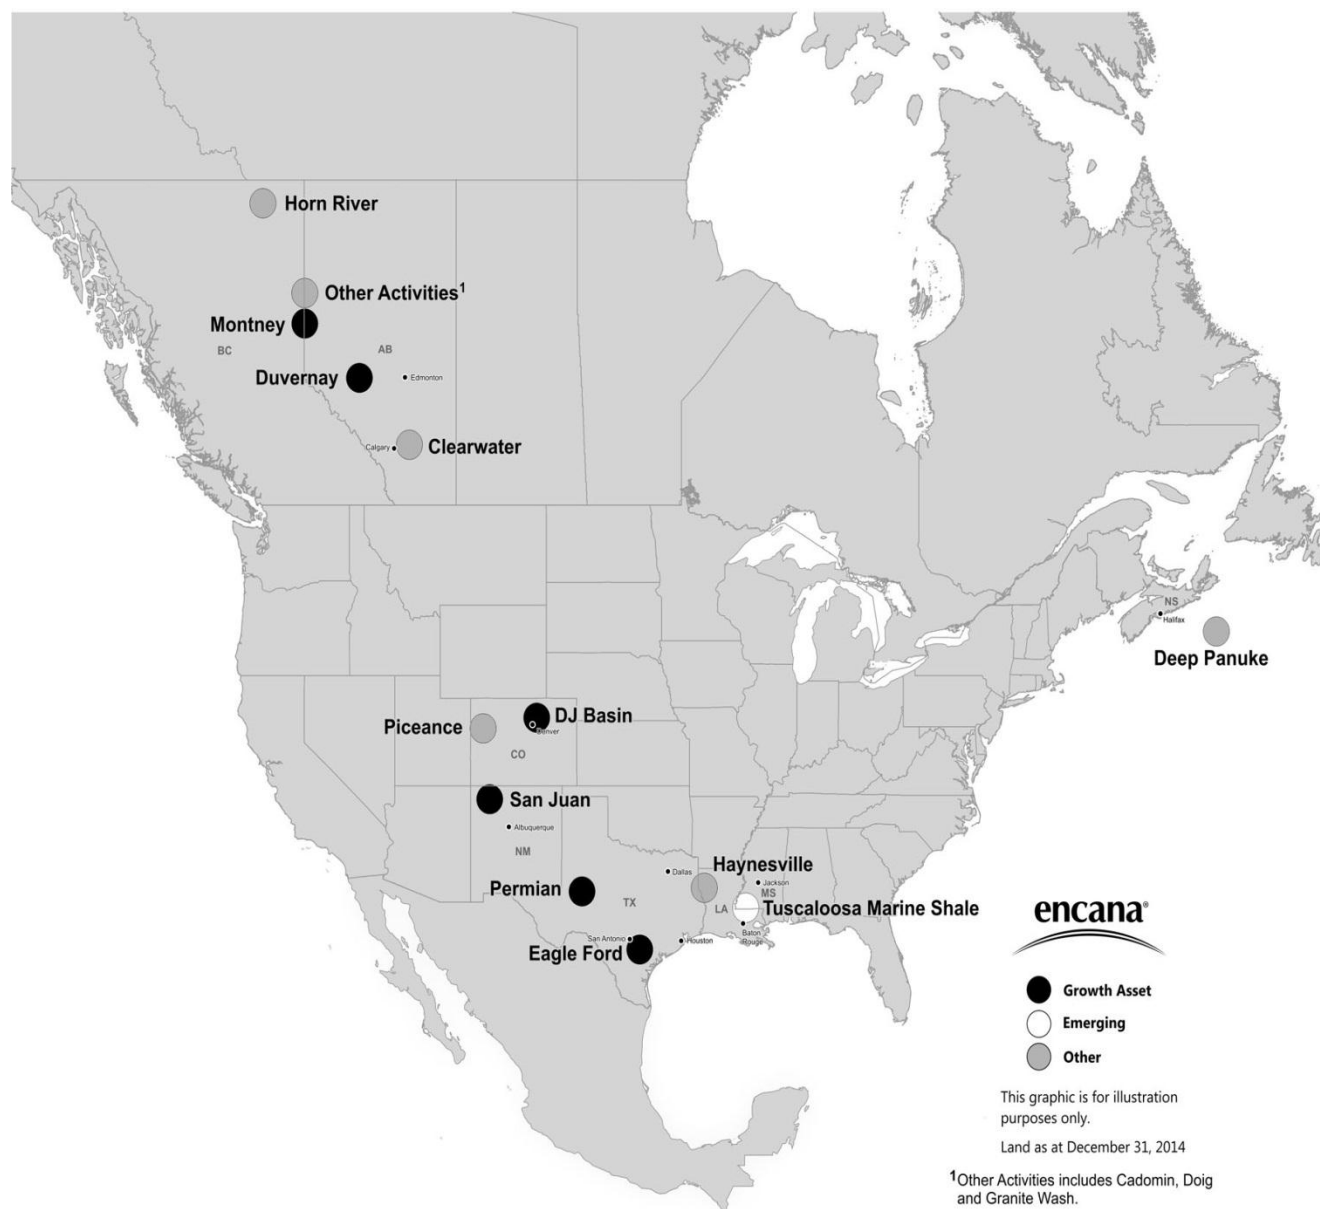 Horn River
Other Activities¹
Montney
BC
AB
Duvernay
Edmonton
Calgary
Clearwater
NS
Halifax
Deep Panuke
DJ Basin
Piceance
Denver
CO
San Juan
Albuquerque
NM
Haynesville
Dallas
Jackson
MS
Permian
TX
LA
Tuscaloosa Marine Shale
Baton
Rouge
San Antonio
Houston
Eagle Ford
encana®
Growth Asset
Emerging
Other
This graphic is for illustration
purposes only.
Land as at December 31, 2014
¹Other Activities includes Cadomin, Doig
and Granite Wash.